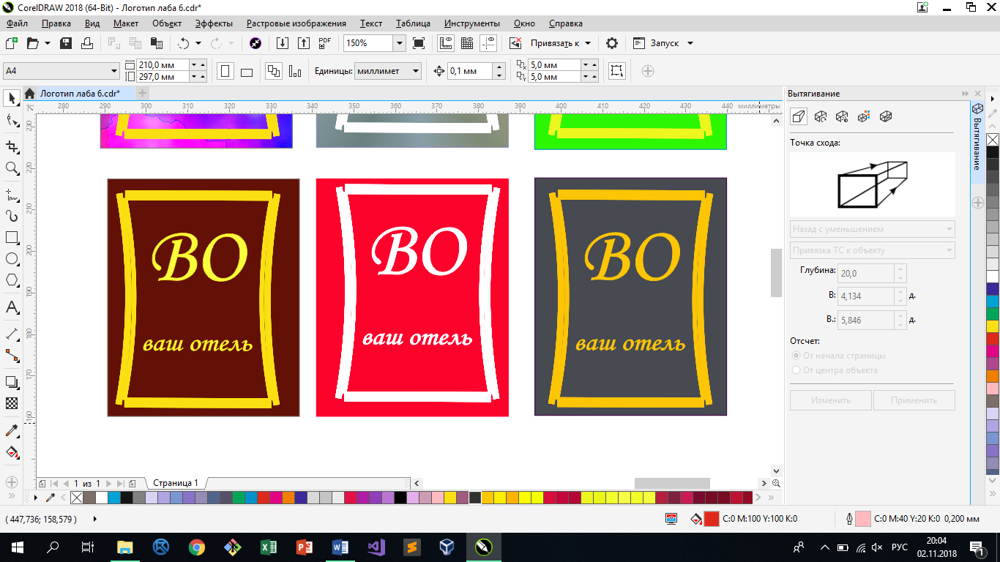 CorelDRAW 2018 (64-Bit) - Логотип лаба 6.cdr*
Файл Правка Вид Макет Объект Эффекты Растровые изображения Текст Таблица Инструменты Окно Справка
PDF 150% Привязать к Запуск
A4 210,0 мм 297,0 мм Единицы: миллимет 0,1 мм 5,0 мм 5,0 мм
Логотип лаба 6.cdr*
Вытягивание
280 290 300 310 320 330 340 350 360 370 380 390 400 410 420 430 440 миллиметры
230 220 210 200 190 180 170 160
Вытягивание
Точка схода:
Назад с уменьшением
Привязка ТС к объекту
Глубина: 20,0
В: 4,134 д.
В.: 5,846 д.
Отсчет:
От начала страницы
От центра объекта
Изменить Применить
ВО
ваш отель
ВО
ваш отель
ВО
ваш отель
1 из 1 Страница 1
( 447,736; 158,579 )
C:0 M:100 Y:100 K:0
C:0 M:40 Y:20 K:0 0,200 мм
РУС
20:04
02.11.2018
1